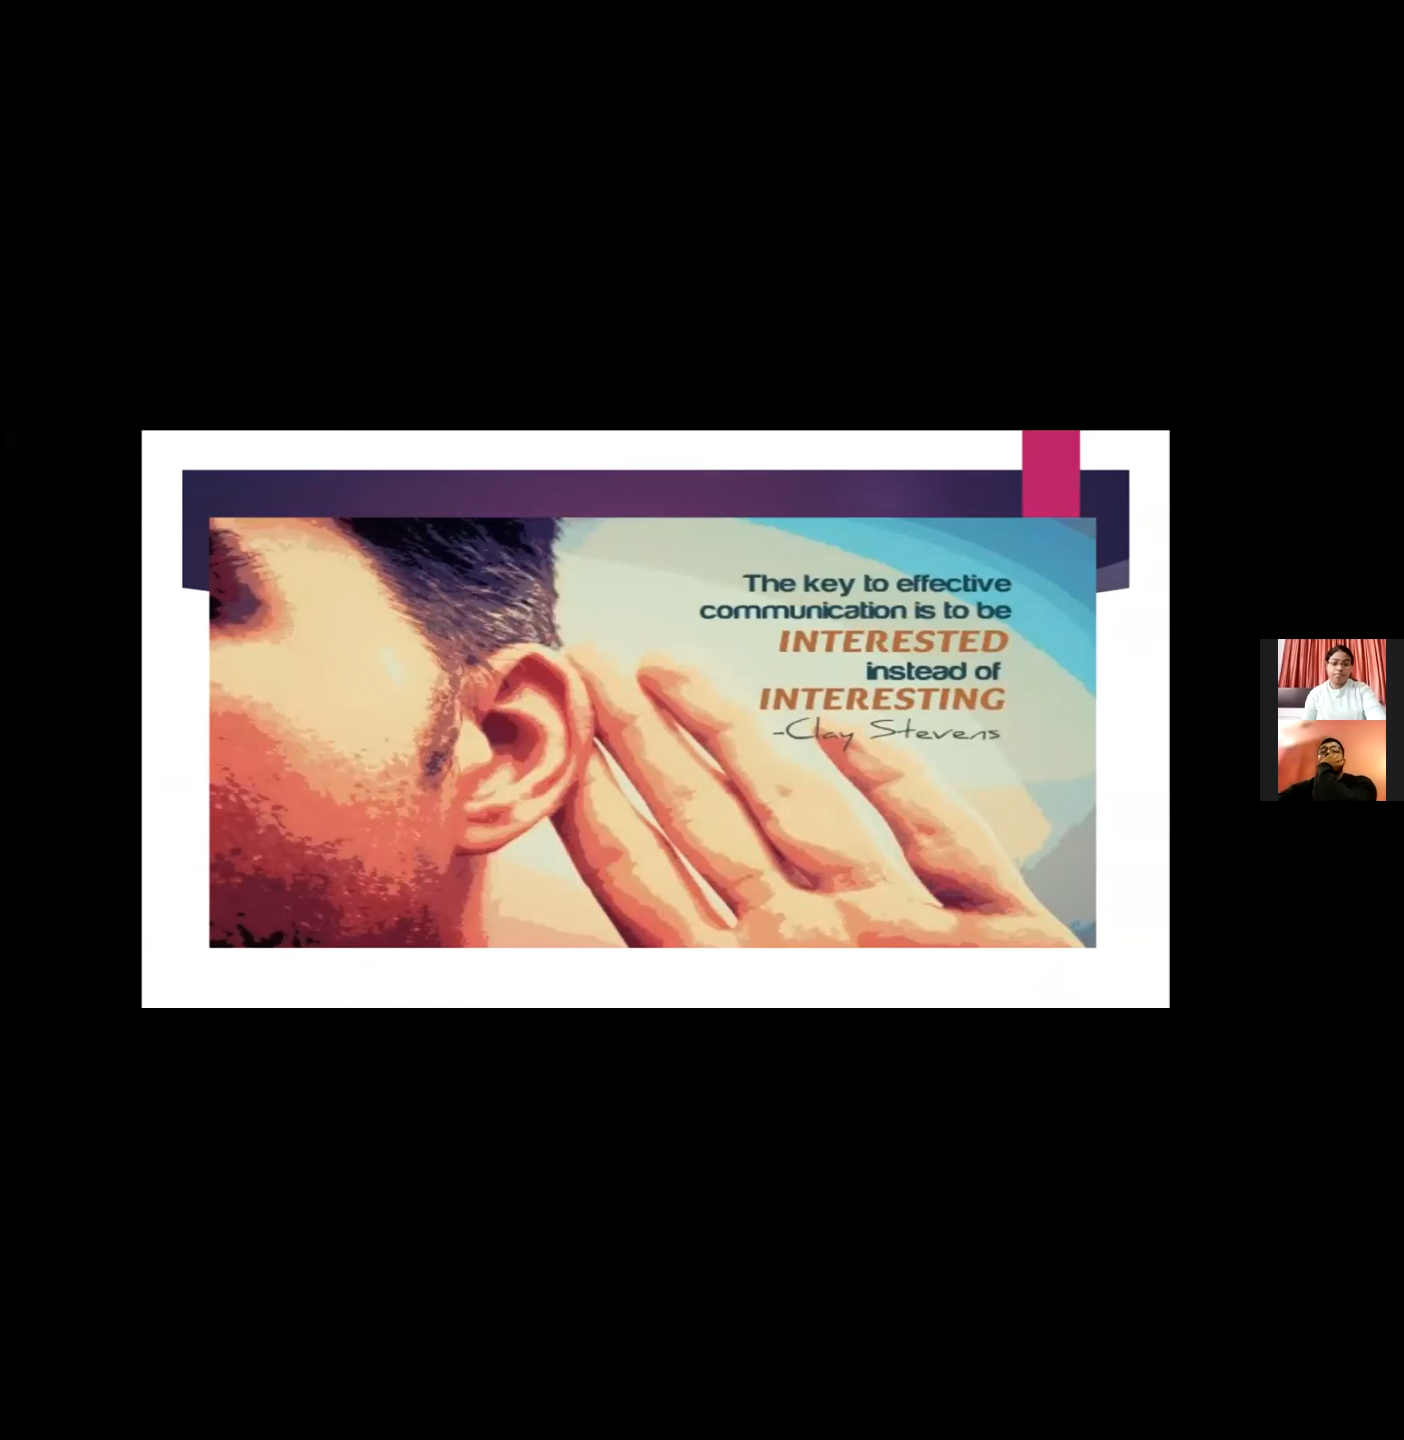 The key to effective
communication is to be
INTERESTED
instead of
INTERESTING
-Clay Stevens